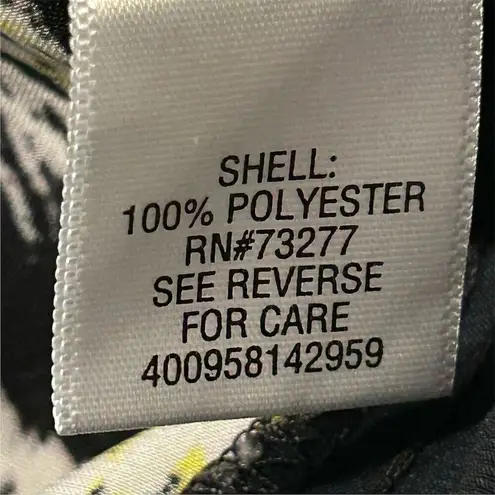 SHELL:
100% POLYESTER
RN#73277
SEE REVERSE
FOR CARE
400958142959